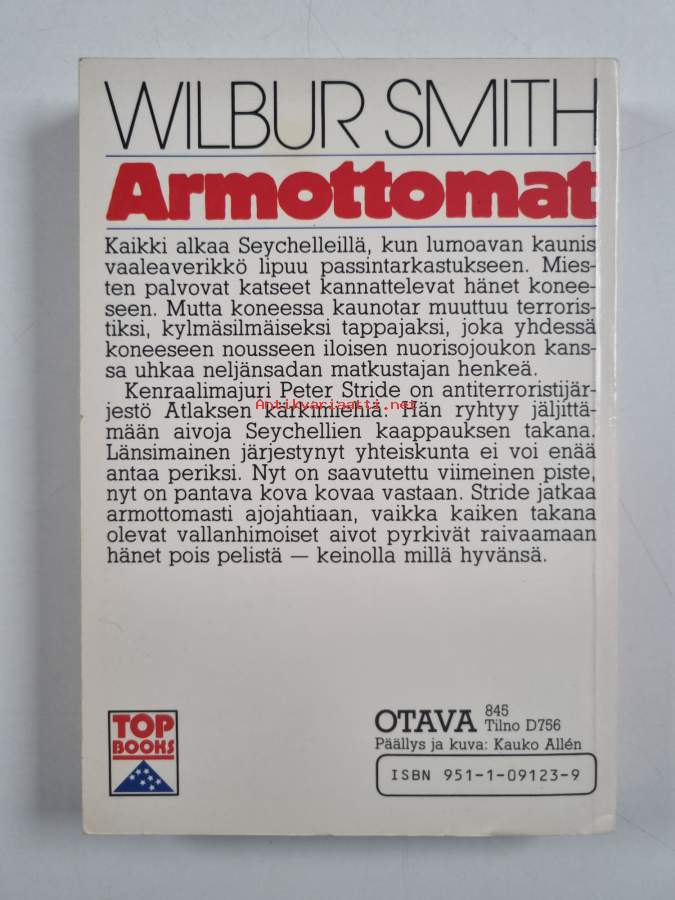 WILBUR SMITH
Armottomat
Kaikki alkaa Seychelleillä, kun lumoavan kaunis
vaaleaverikkö lipuu passintarkastukseen. Mies-
ten palvovat katseet kannattelevat hänet konee-
seen. Mutta koneessa kaunotar muuttuu terroris-
tiksi, kylmäsilmäiseksi tappajaksi, joka yhdessä
koneeseen nousseen iloisen nuorisojoukon kans-
sa uhkaa neljänsadan matkustajan henkeä.
Kenraalimajuri Peter Stride on antiterroristijär-
jestö Atlaksen kärkimiehiä. Hän ryhtyy jäljittä-
Antikvariaatti.net
mään aivoja Seychellien kaappauksen takana.
Länsimainen järjestynyt yhteiskunta ei voi enää
antaa periksi. Nyt on saavutettu viimeinen piste,
nyt on pantava kova kovaa vastaan. Stride jatkaa
armottomasti ajojahtiaan, vaikka kaiken takana
olevat vallanhimoiset aivot pyrkivät raivaamaan
hänet pois pelistä — keinolla millä hyvänsä.
TOP
BOOKS
OTAVA 845
Tilno D756
Päällys ja kuva: Kauko Allén
ISBN 951-1-09123-9